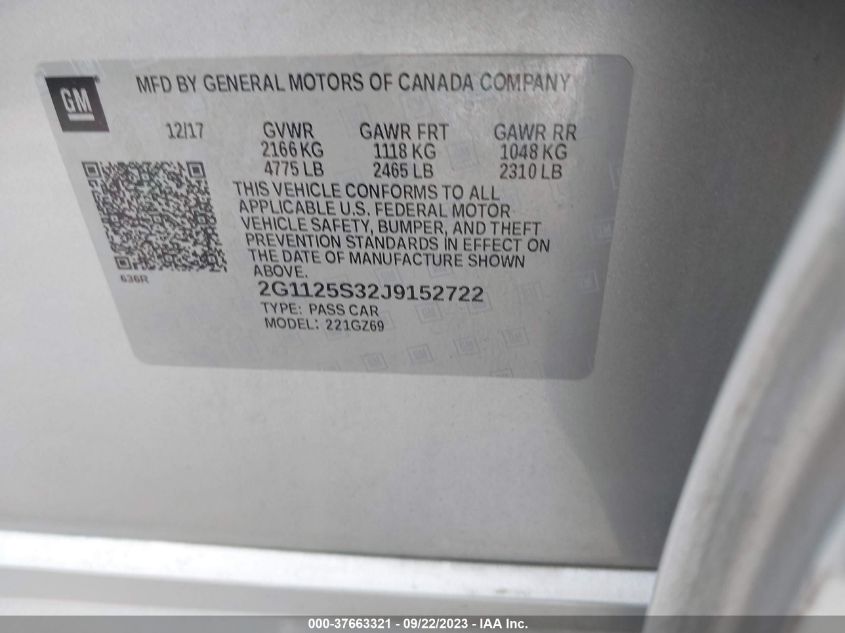 GM
MFD BY GENERAL MOTORS OF CANADA COMPANY
12/17 GVWR GAWR FRT GAWR RR
2166 KG 1118 KG 1048 KG
4775 LB 2465 LB 2310 LB
THIS VEHICLE CONFORMS TO ALL
APPLICABLE U.S. FEDERAL MOTOR
VEHICLE SAFETY, BUMPER, AND THEFT
PREVENTION STANDARDS IN EFFECT ON
THE DATE OF MANUFACTURE SHOWN
ABOVE.
636R
2G1125S32J9152722
TYPE: PASS CAR
MODEL: 221GZ69
000-37663321 - 09/22/2023 - IAA Inc.